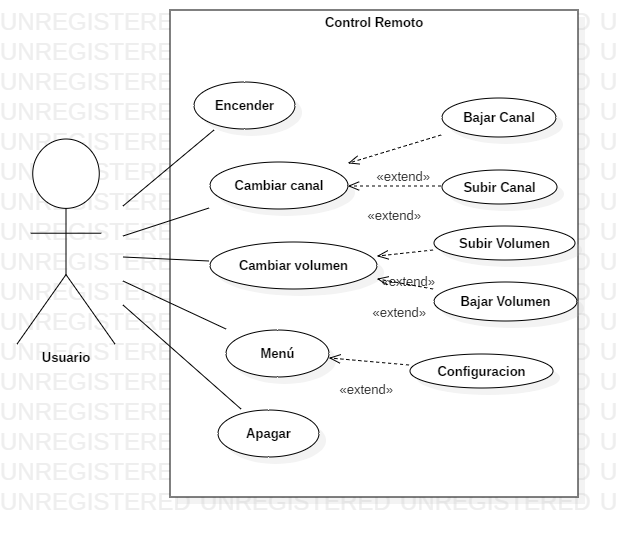 Control Remoto
Encender
Bajar Canal
Cambiar canal
«extend»
Subir Canal
«extend»
Subir Volumen
Cambiar volumen
«extend»
Bajar Volumen
«extend»
Usuario
Menú
Configuracion
«extend»
Apagar
UNREGISTERED UNREGISTERED UNREGISTERED U